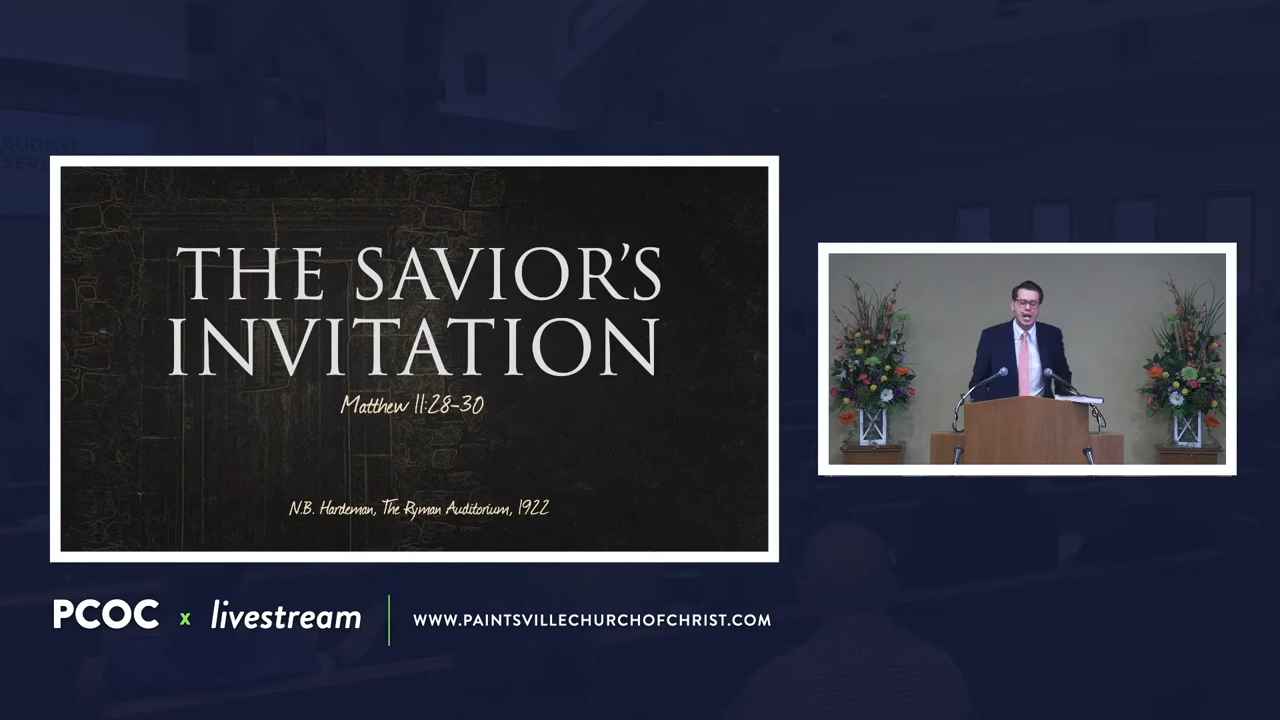 THE SAVIOR'S
INVITATION
Matthew 11:28-30
N.B. Hardeman, The Ryman Auditorium, 1922
PCOC x livestream
WWW.PAINTSVILLECHURCHOFCHRIST.COM